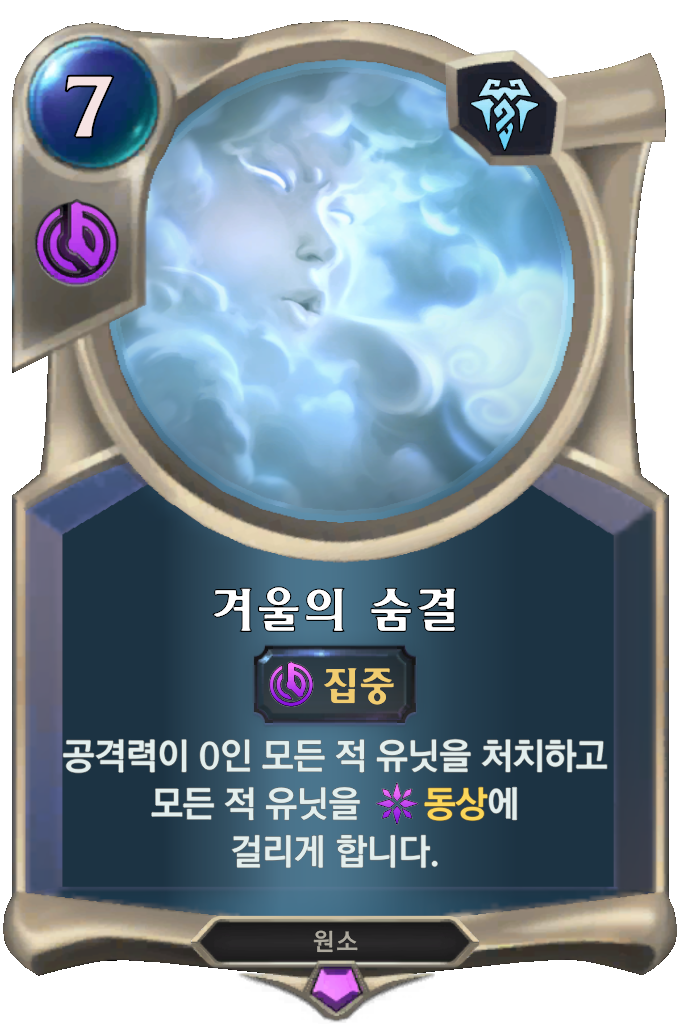 7
겨울의 숨결
집중
공격력이 0인 모든 적 유닛을 처치하고
모든 적 유닛을 동상에
걸리게 합니다.
원소